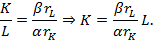 K/L = βr_L/αr_K ⇒ K = βr_L/αr_K L.